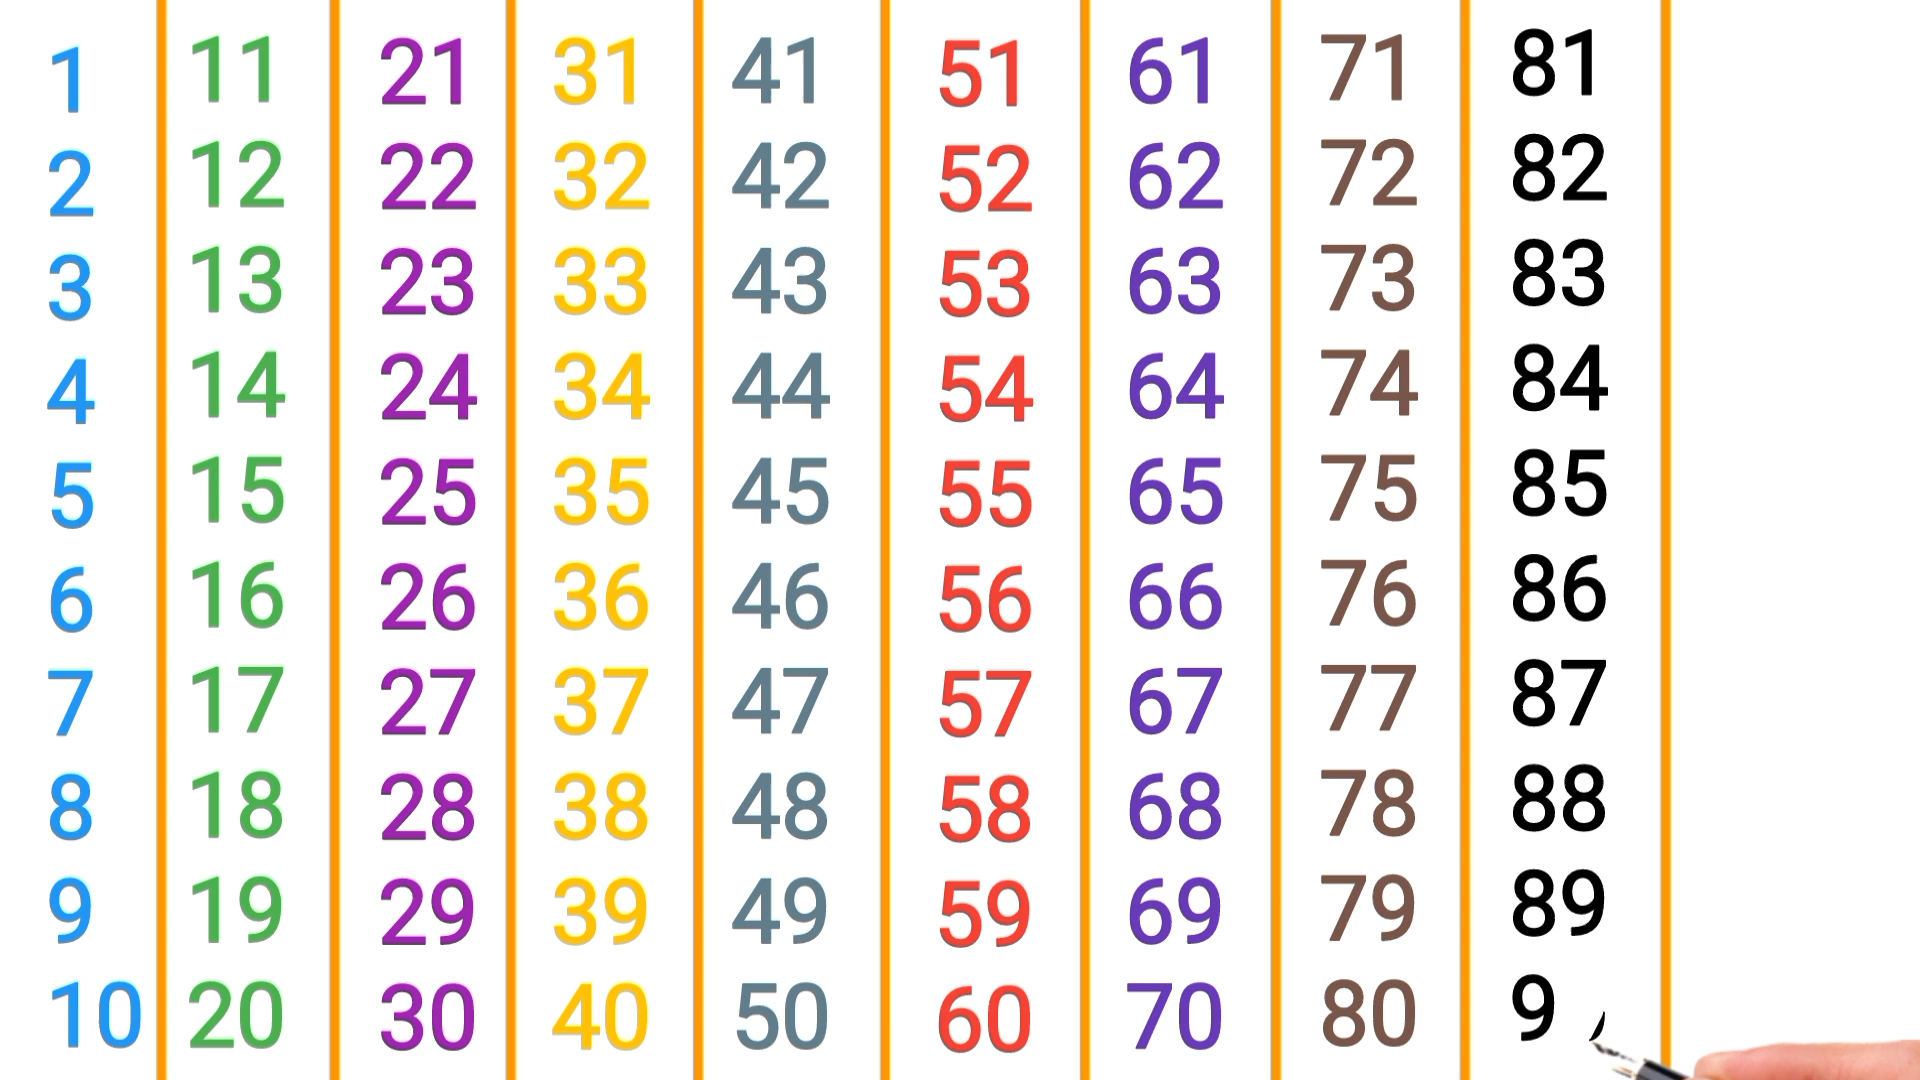 1 11 21 31 41 51 61 71 81
2 12 22 32 42 52 62 72 82
3 13 23 33 43 53 63 73 83
4 14 24 34 44 54 64 74 84
5 15 25 35 45 55 65 75 85
6 16 26 36 46 56 66 76 86
7 17 27 37 47 57 67 77 87
8 18 28 38 48 58 68 78 88
9 19 29 39 49 59 69 79 89
10 20 30 40 50 60 70 80 9